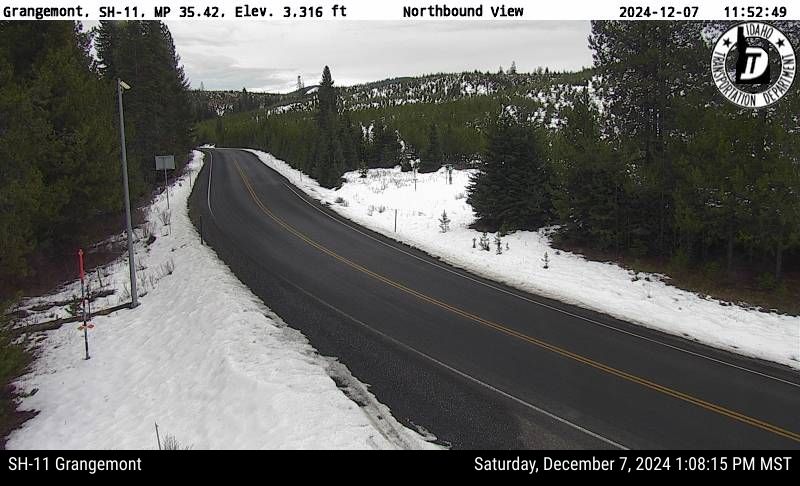 Grangemont, SH-11, MP 35.42, Elev. 3,316 ft Northbound View 2024-12-07 11:52:49
IDAHO
TRANSPORTATION DEPARTMENT
SH-11 Grangemont Saturday, December 7, 2024 1:08:15 PM MST